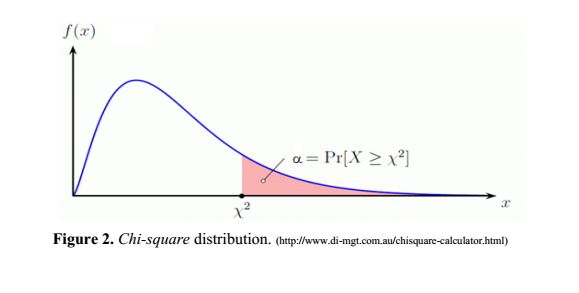 f(x)
α = Pr[X ≥ χ²]
x
χ²
Figure 2. Chi-square distribution. (http://www.di-mgt.com.au/chisquare-calculator.html)